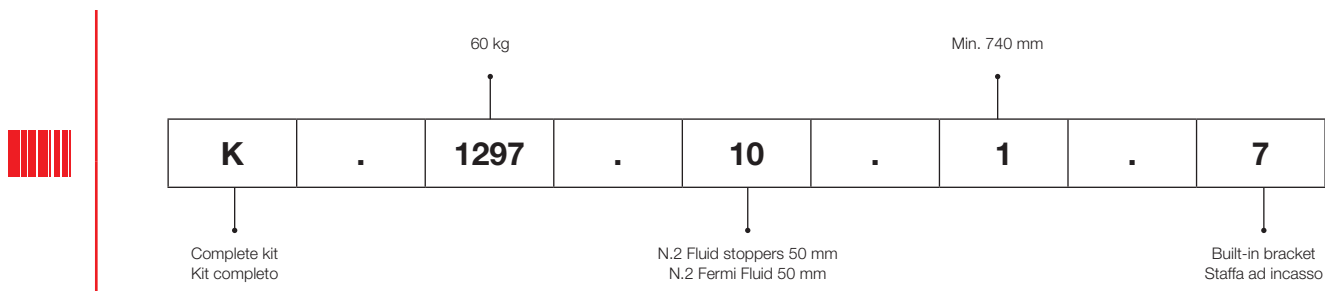 60 kg
Min. 740 mm
K . 1297 . 10 . 1 . 7
Complete kit
Kit completo
N.2 Fluid stoppers 50 mm
N.2 Fermi Fluid 50 mm
Built-in bracket
Staffa ad incasso